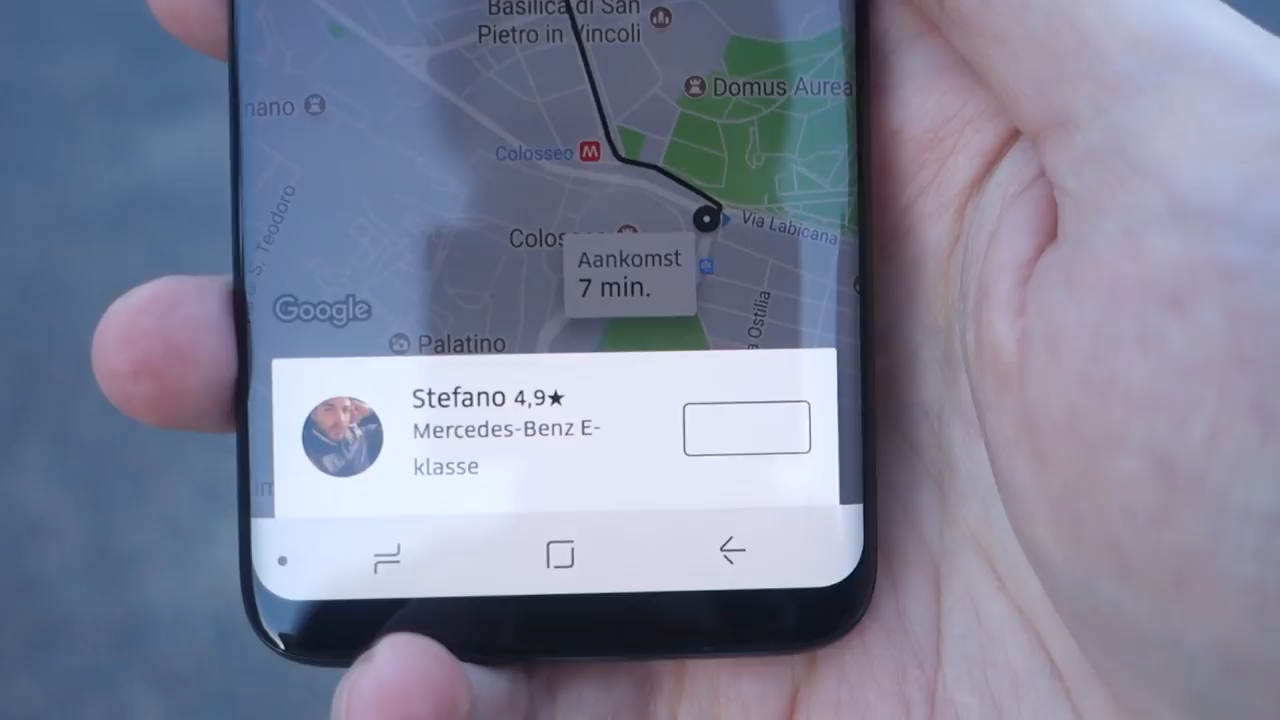 Basilica di San
Pietro in Vincoli
Domus Aurea
nano
Colosseo M
S. Teodoro
Via Labicana
Colos
Aankomst
7 min.
Ostilia
Google
Palatino
Stefano 4,9★
Mercedes-Benz E-
klasse